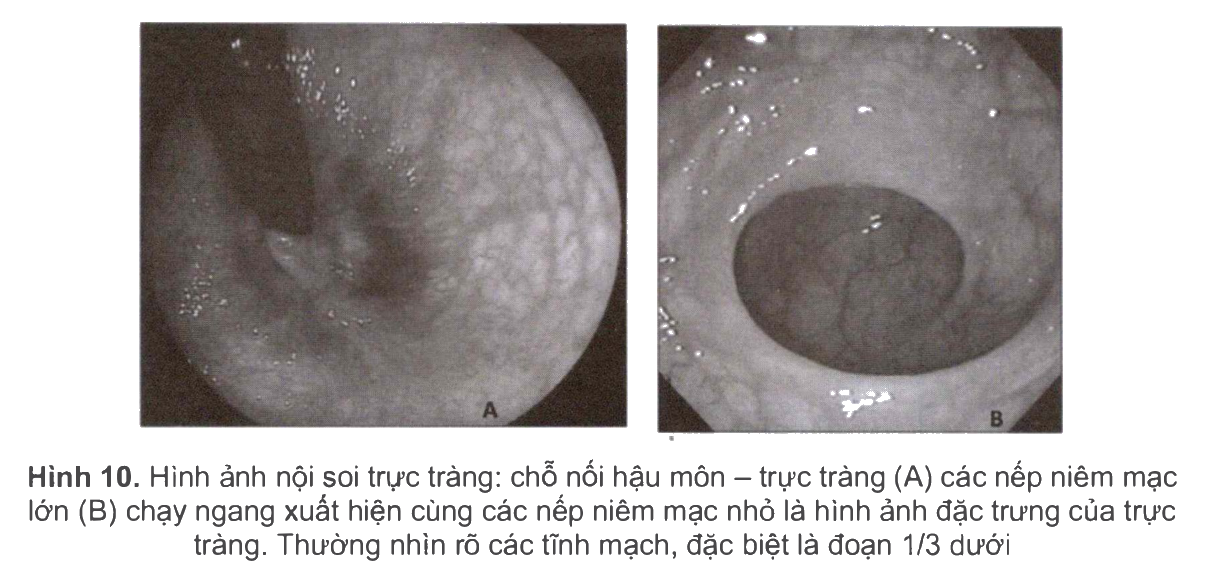 A
B
Hình 10. Hình ảnh nội soi trực tràng: chỗ nối hậu môn – trực tràng (A) các nếp niêm mạc
lớn (B) chạy ngang xuất hiện cùng các nếp niêm mạc nhỏ là hình ảnh đặc trưng của trực
tràng. Thường nhìn rõ các tĩnh mạch, đặc biệt là đoạn 1/3 dưới